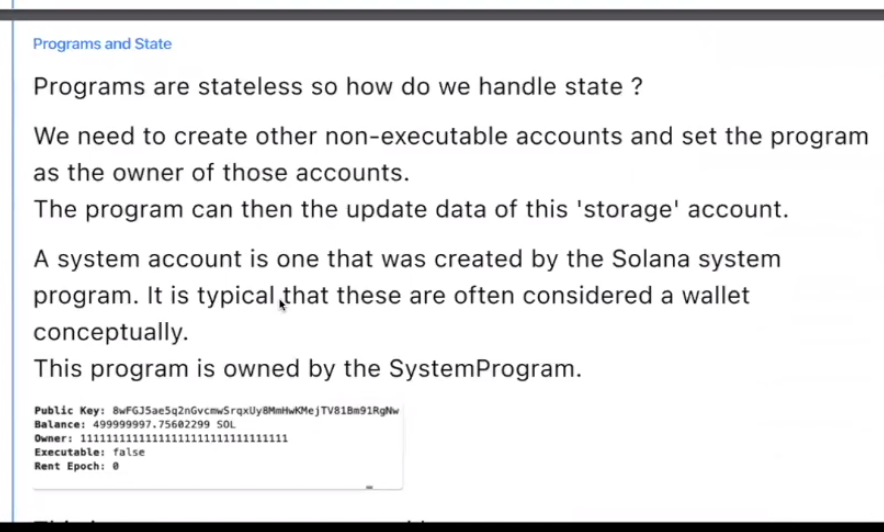 Programs and State
Programs are stateless so how do we handle state ?
We need to create other non-executable accounts and set the program
as the owner of those accounts.
The program can then the update data of this 'storage' account.
A system account is one that was created by the Solana system
program. It is typical that these are often considered a wallet
conceptually.
This program is owned by the SystemProgram.
Public Key: 8wFGJ5ae5q2nGvcmwSrqxUy8MmHwKMejTV81Bm91RgNw
Balance: 499999997.75602299 SOL
Owner: 11111111111111111111111111111111
Executable: false
Rent Epoch: 0